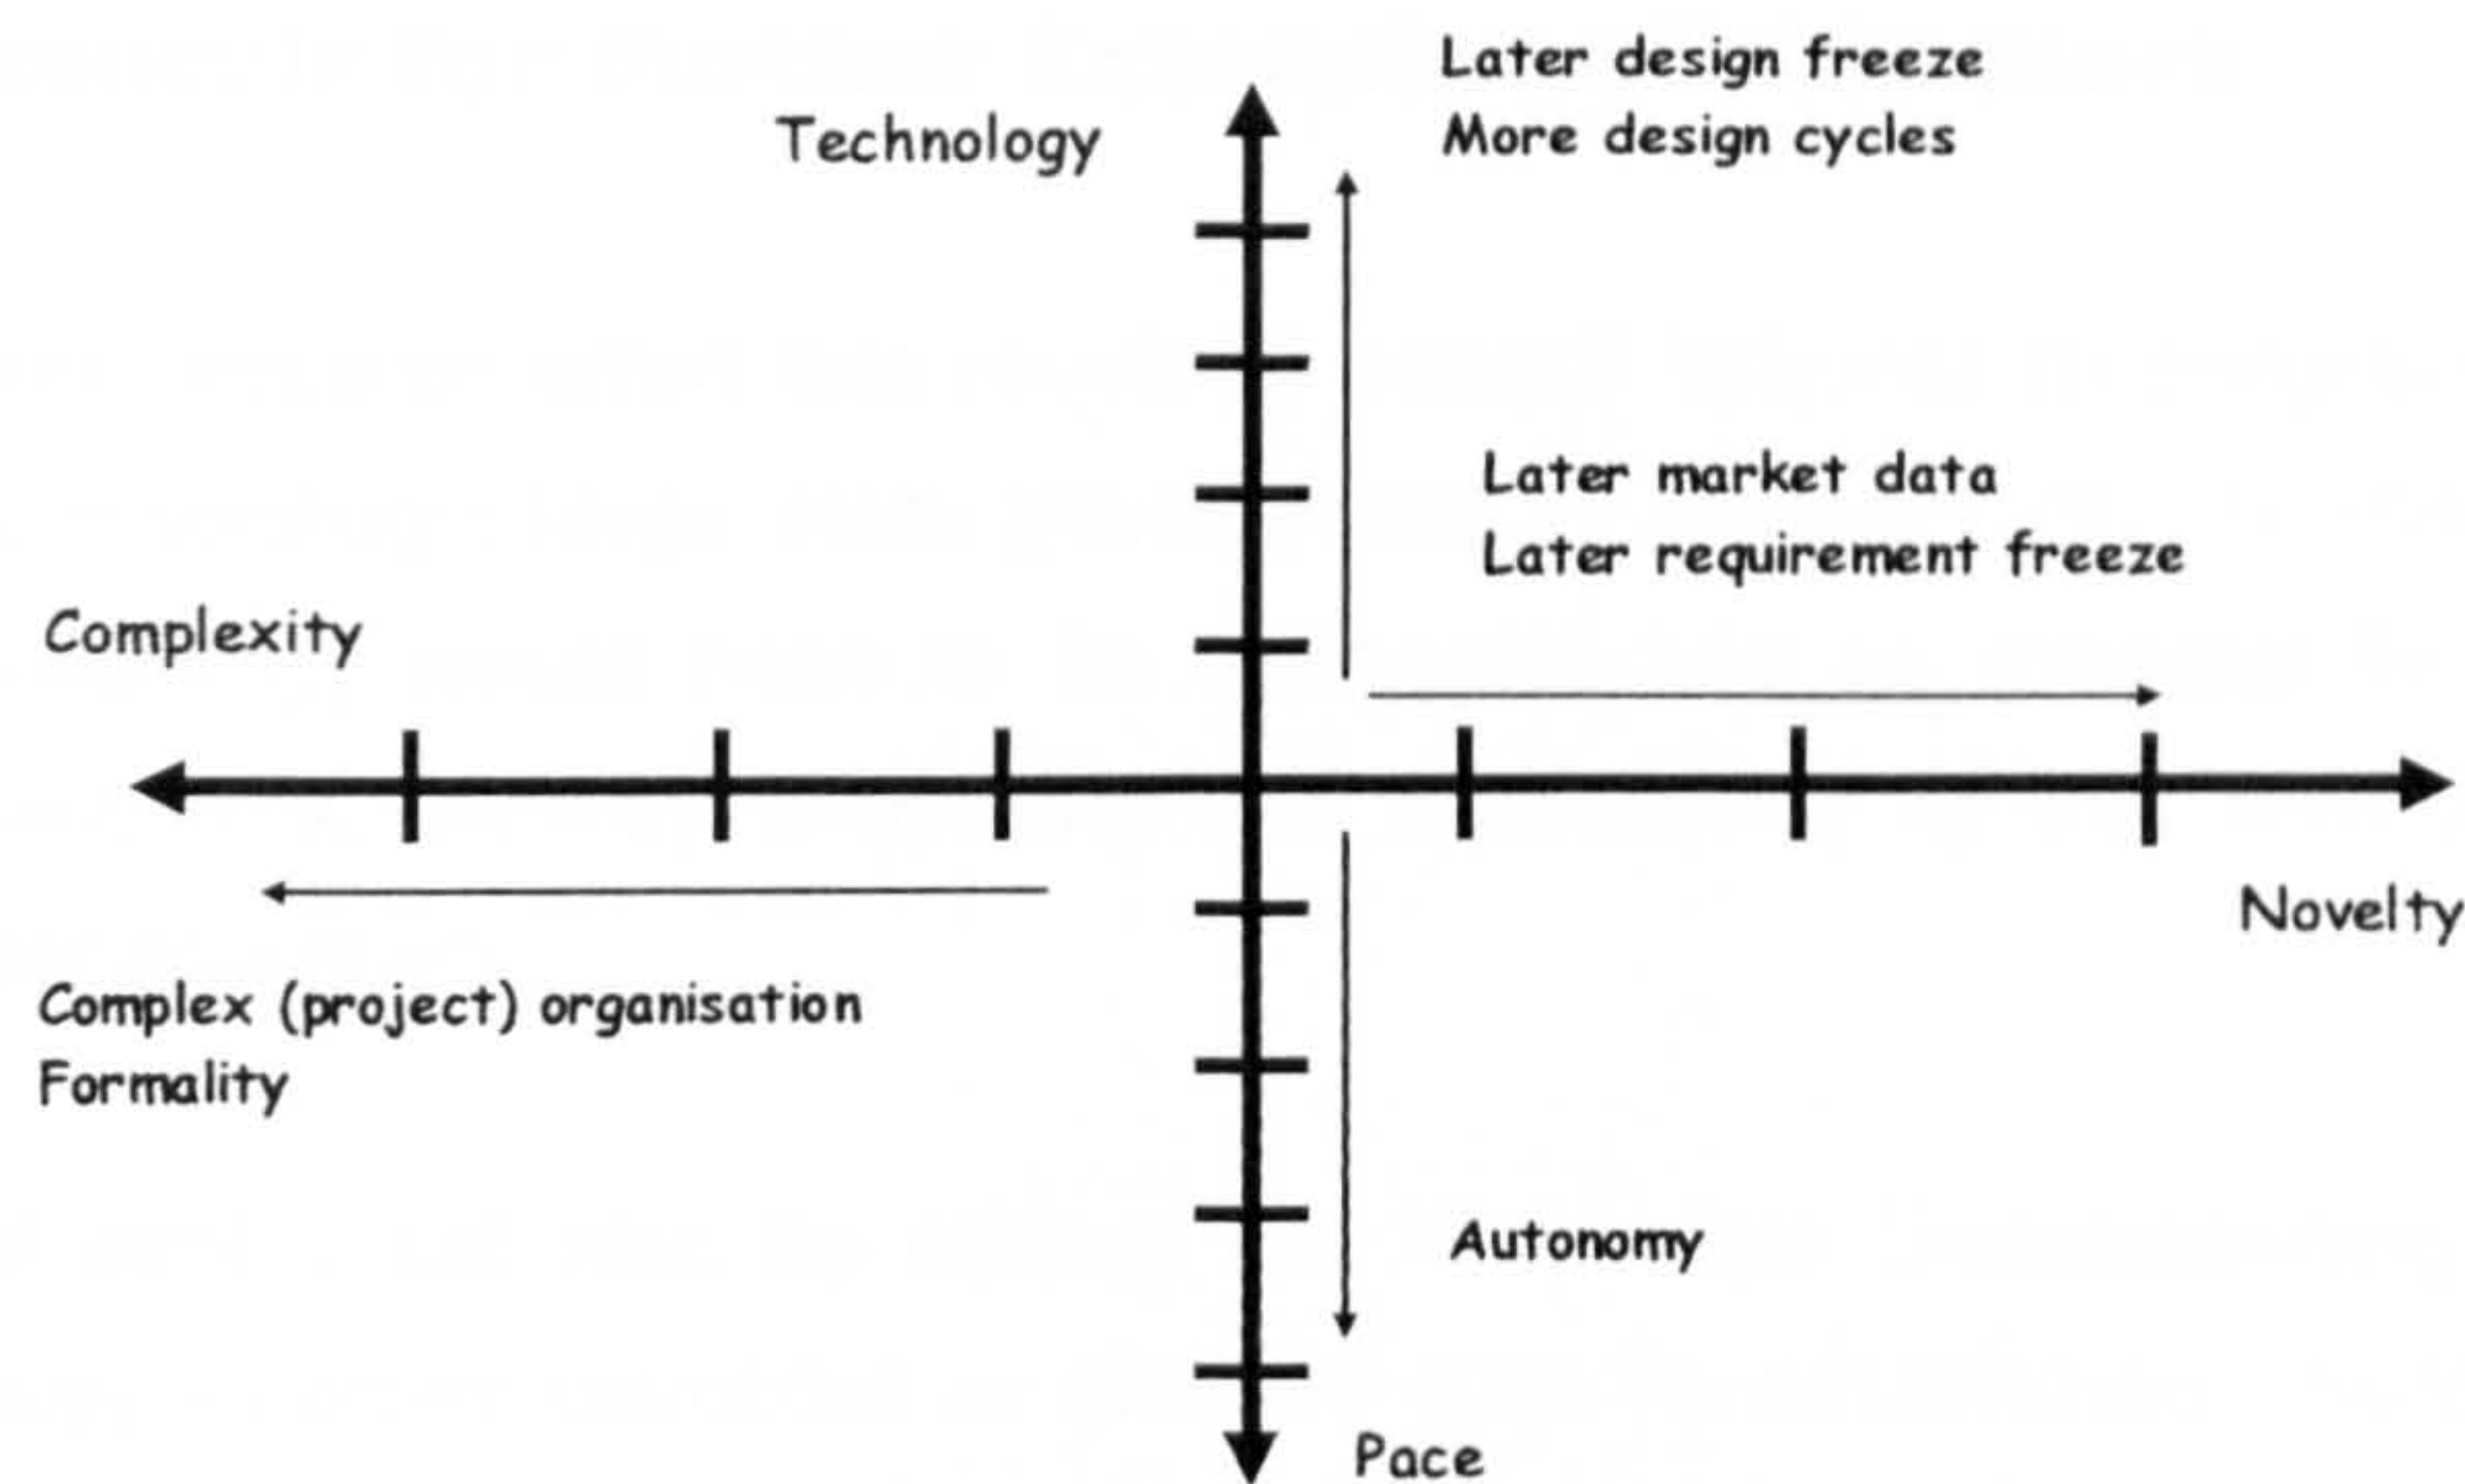 Later design freeze
More design cycles
Technology
Later market data
Later requirement freeze
Complexity
Novelty
Complex (project) organisation
Formality
Autonomy
Pace